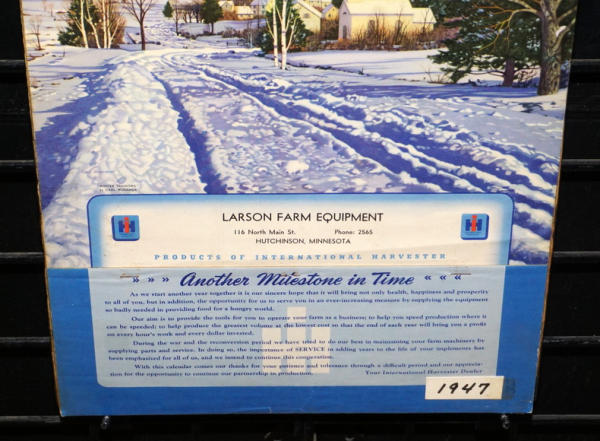 LARSON FARM EQUIPMENT
116 North Main St. Phone: 2565
HUTCHINSON, MINNESOTA
PRODUCTS OF INTERNATIONAL HARVESTER
» » » Another Milestone in Time « « «
As we start another year together it is our sincere hope that it will bring not only health, happiness and prosperity
to all of you, but in addition, the opportunity for us to serve you in an ever-increasing measure by supplying the equipment
so badly needed in providing food for a hungry world.
Our aim is to provide the tools for you to operate your farm as a business; to help you speed production where it
can be speeded; to help produce the greatest volume at the lowest cost so that the end of each year will bring you a profit
on every hour's work and every dollar invested.
During the war and the reconversion period we have tried to do our best in maintaining your farm machinery by
supplying parts and service. In doing so, the importance of SERVICE in adding years to the life of your implements has
been emphasized for all of us, and we intend to continue this cooperation.
With this calendar comes our thanks for your patience and tolerance through a difficult period and our apprecia-
tion for the opportunity to continue our partnership in production. Your International Harvester Dealer
1947